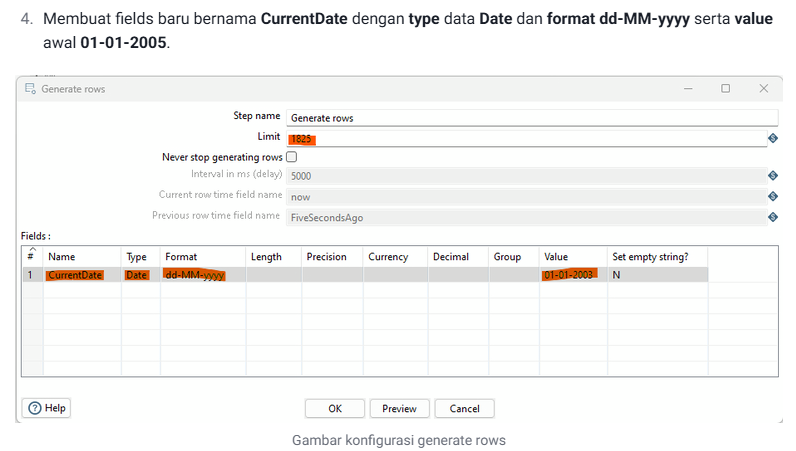 4. Membuat fields baru bernama CurrentDate dengan type data Date dan format dd-MM-yyyy serta value
awal 01-01-2005.
Generate rows
Step name Generate rows
Limit 1825
Never stop generating rows
Interval in ms (delay) 5000
Current row time field name now
Previous row time field name FiveSecondsAgo
Fields :
# Name Type Format Length Precision Currency Decimal Group Value Set empty string?
1 CurrentDate Date dd-MM-yyyy 01-01-2003 N
Help OK Preview Cancel
Gambar konfigurasi generate rows